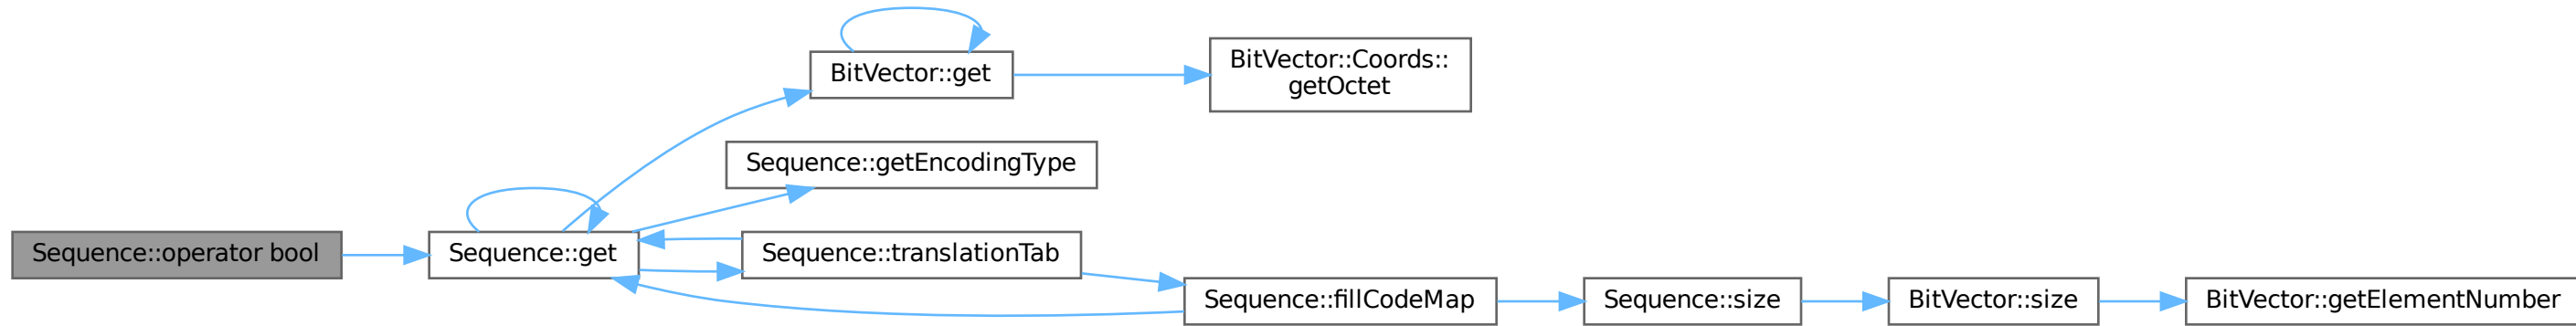 BitVector::get
BitVector::Coords::
getOctet
Sequence::getEncodingType
Sequence::operator bool
Sequence::get
Sequence::translationTab
Sequence::fillCodeMap
Sequence::size
BitVector::size
BitVector::getElementNumber